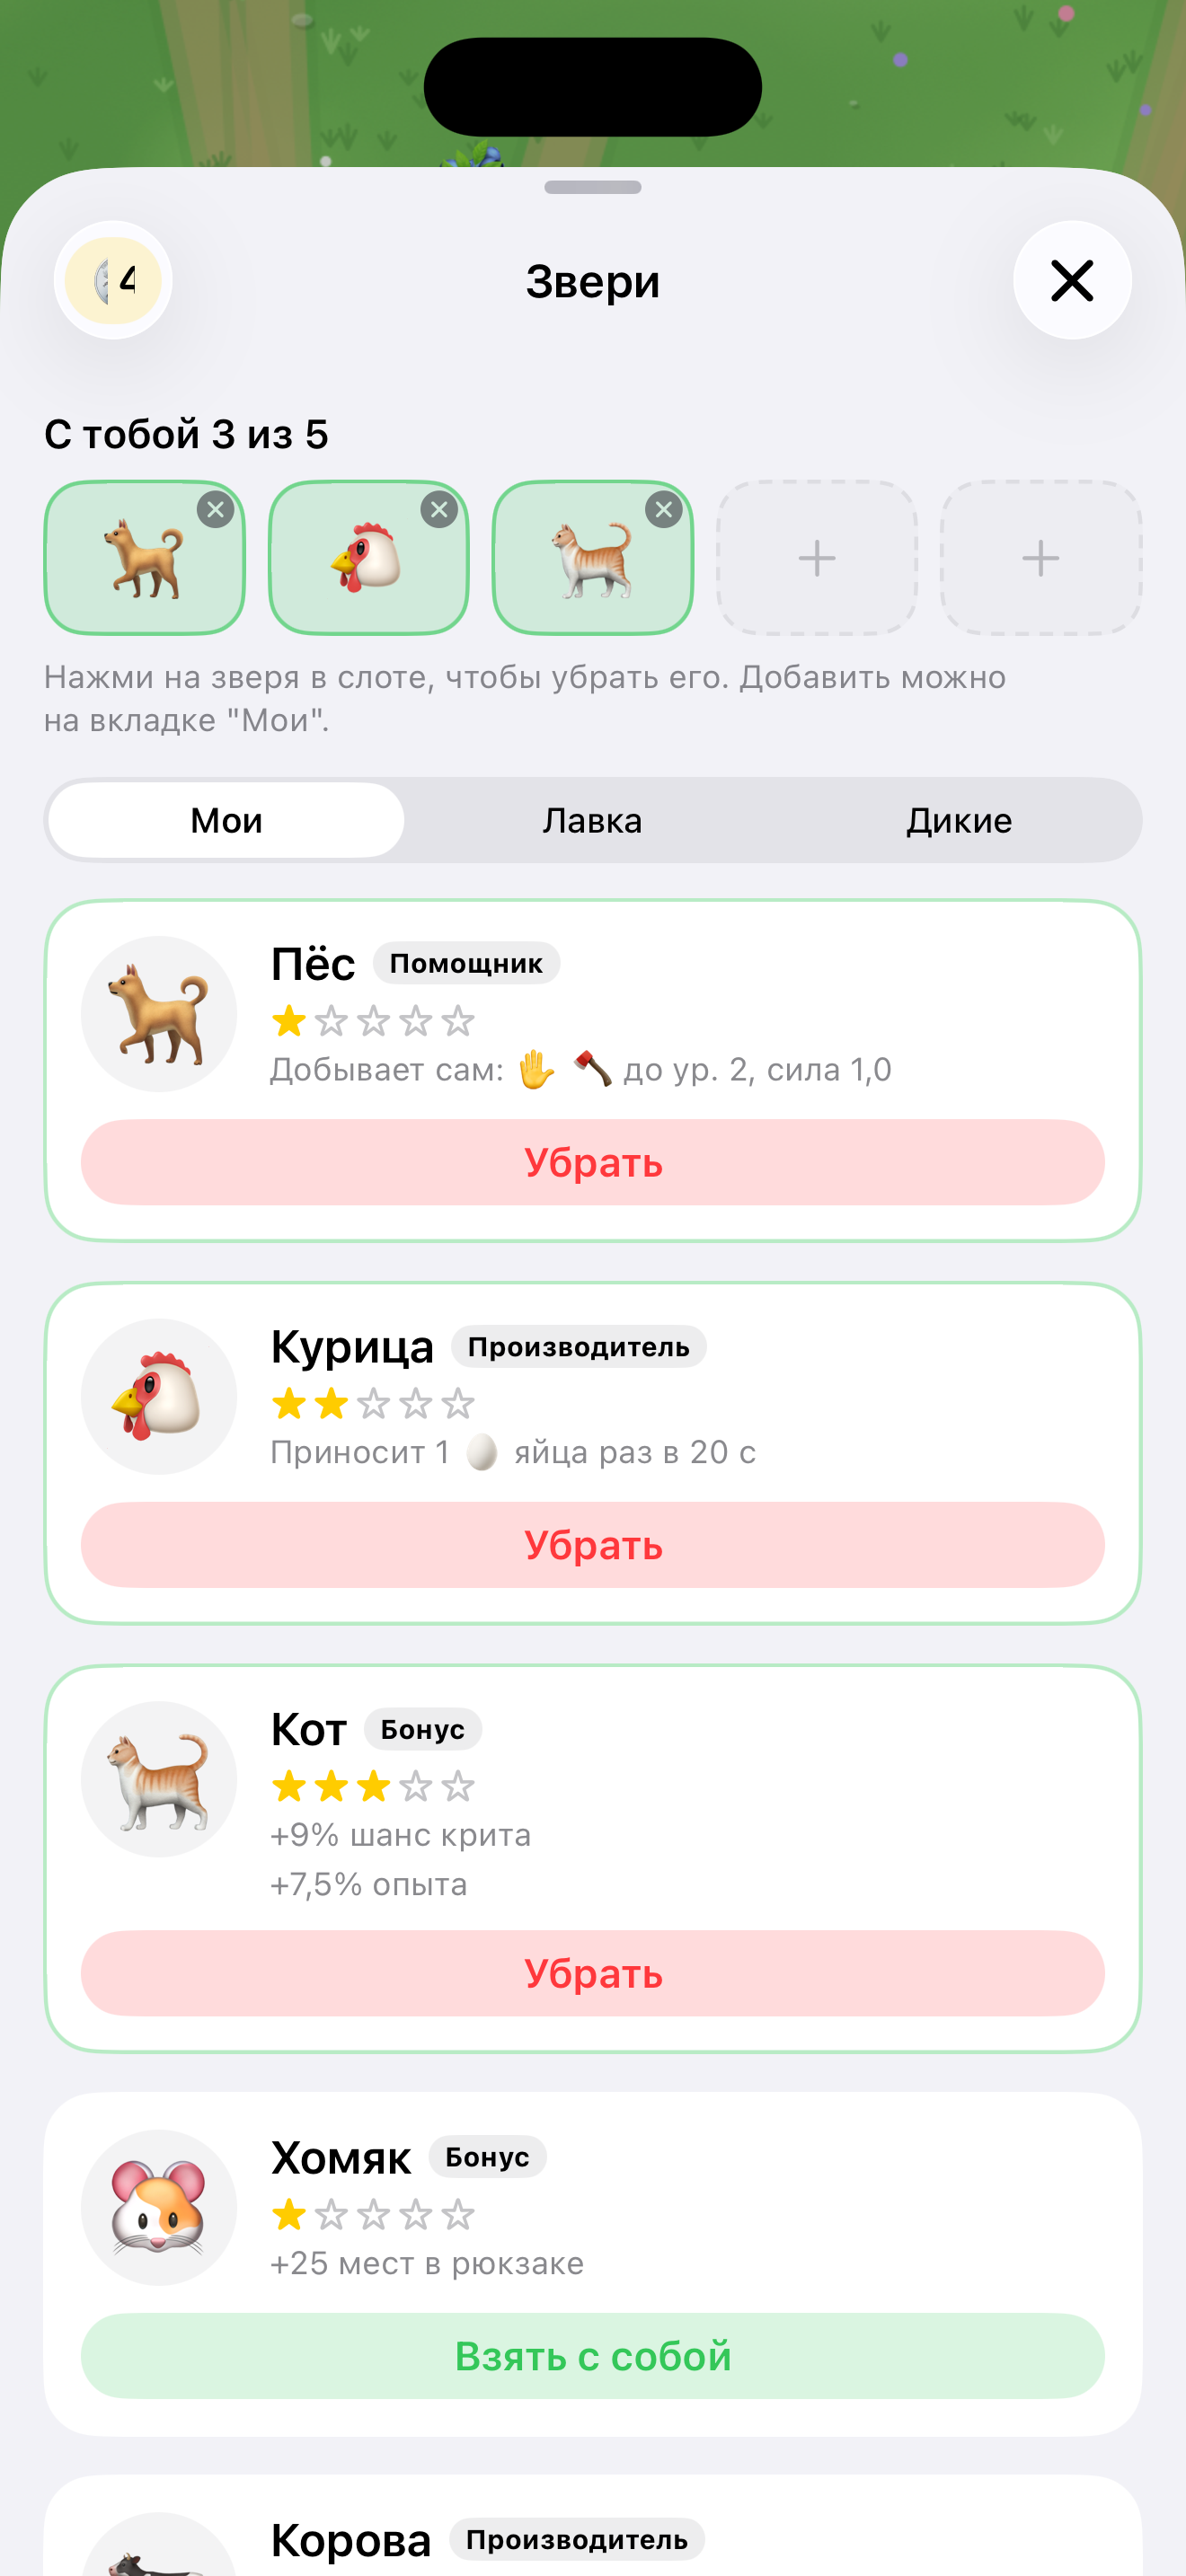 Звери
С тобой 3 из 5
Нажми на зверя в слоте, чтобы убрать его. Добавить можно
на вкладке "Мои".
Мои
Лавка
Дикие
Пёс
Помощник
Добывает сам: ✋ 🪓 до ур. 2, сила 1,0
Убрать
Курица
Производитель
Приносит 1 🥚 яйца раз в 20 с
Убрать
Кот
Бонус
+9% шанс крита
+7,5% опыта
Убрать
Хомяк
Бонус
+25 мест в рюкзаке
Взять с собой
Корова
Производитель